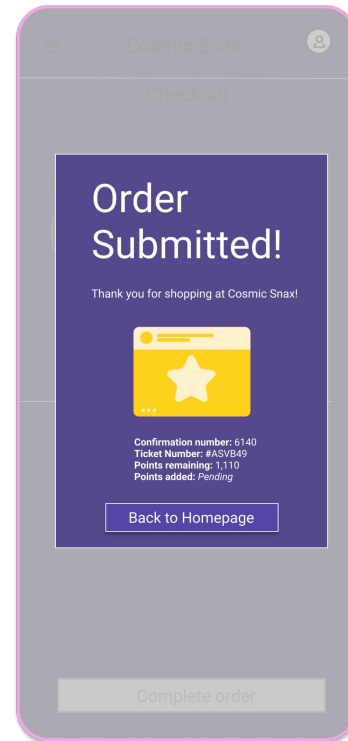 Cosmic Snax
Checkout
Order
Submitted!
Thank you for shopping at Cosmic Snax!
Confirmation number: 6140
Ticket Number: #ASVB49
Points remaining: 1,110
Points added: Pending
Back to Homepage
Complete order